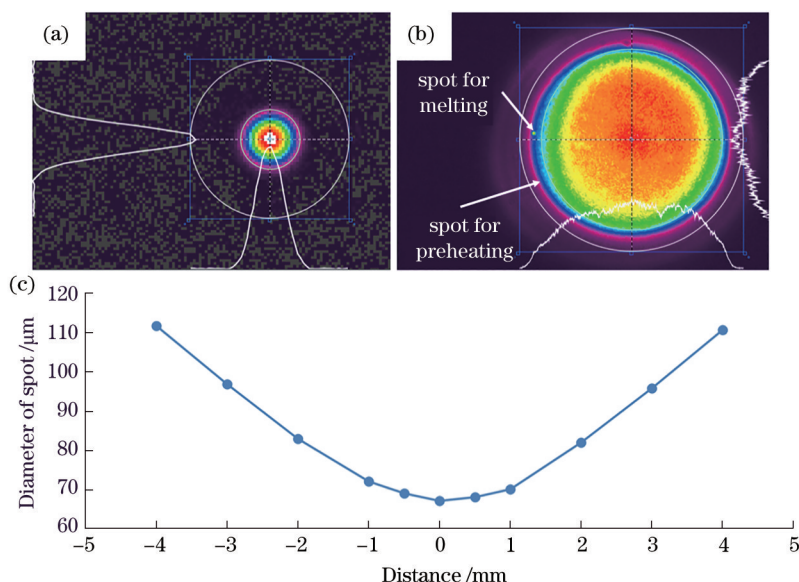 (a)
(b)
spot for
melting
spot for
preheating
(c)
120
110
100
90
80
70
60
Diameter of spot /μm
−5 −4 −3 −2 −1 0 1 2 3 4 5
Distance /mm